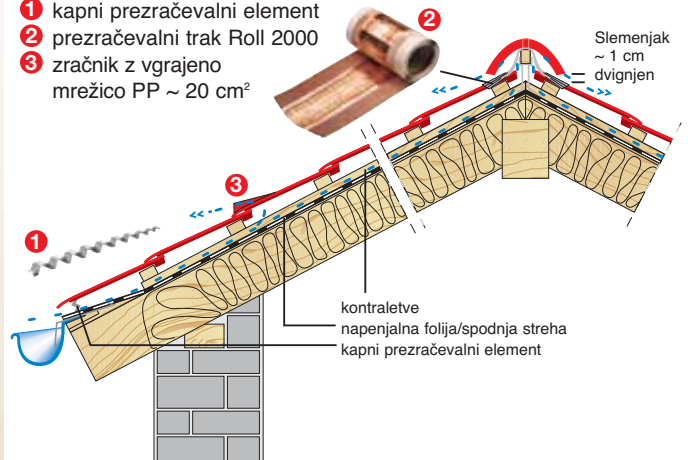 1 kapni prezračevalni element
2 prezračevalni trak Roll 2000
3 zračnik z vgrajeno
mrežico PP ~ 20 cm²
2
Slemenjak
~ 1 cm
dvignjen
3
1
kontraletve
napenjalna folija/spodnja streha
kapni prezračevalni element